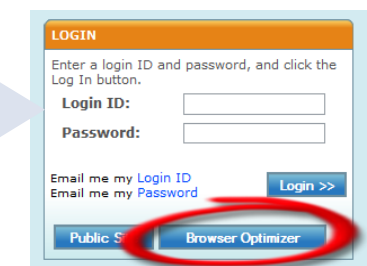 LOGIN
Enter a login ID and password, and click the
Log In button.
Login ID:
Password:
Email me my Login ID
Email me my Password
Login >>
Public Browser Optimizer